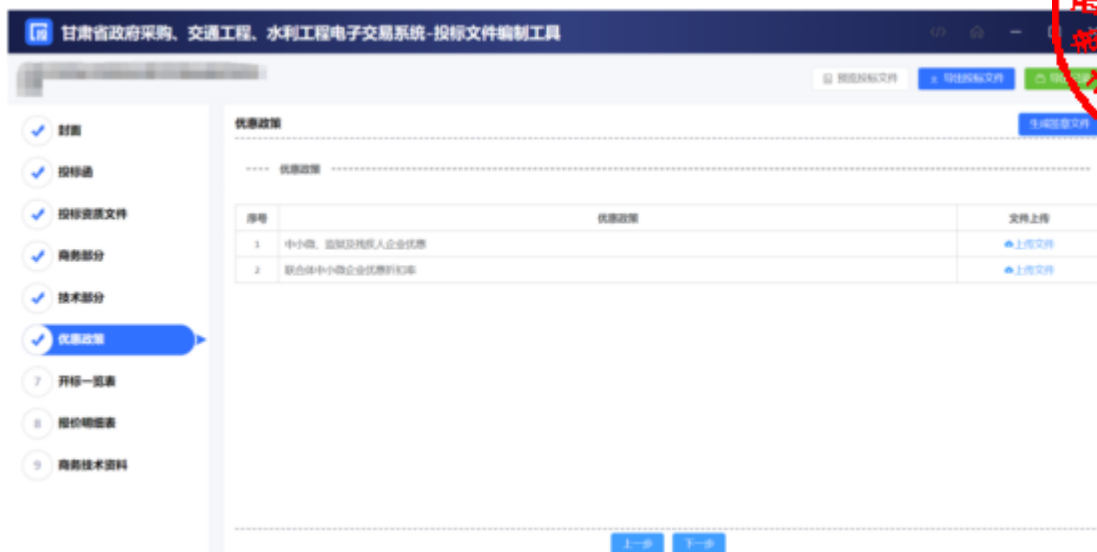 甘肃省政府采购、交通工程、水利工程电子交易系统-投标文件编制工具
预览投标文件
导出投标文件
封面
优惠政策
生成签章文件
投标函
优惠政策
投标资质文件
序号 优惠政策 文件上传
1 中小微、监狱及残疾人企业优惠 上传文件
商务部分
2 联合体中小微企业优惠折扣率 上传文件
技术部分
优惠政策
7 开标一览表
8 报价明细表
9 商务技术资料
上一步 下一步